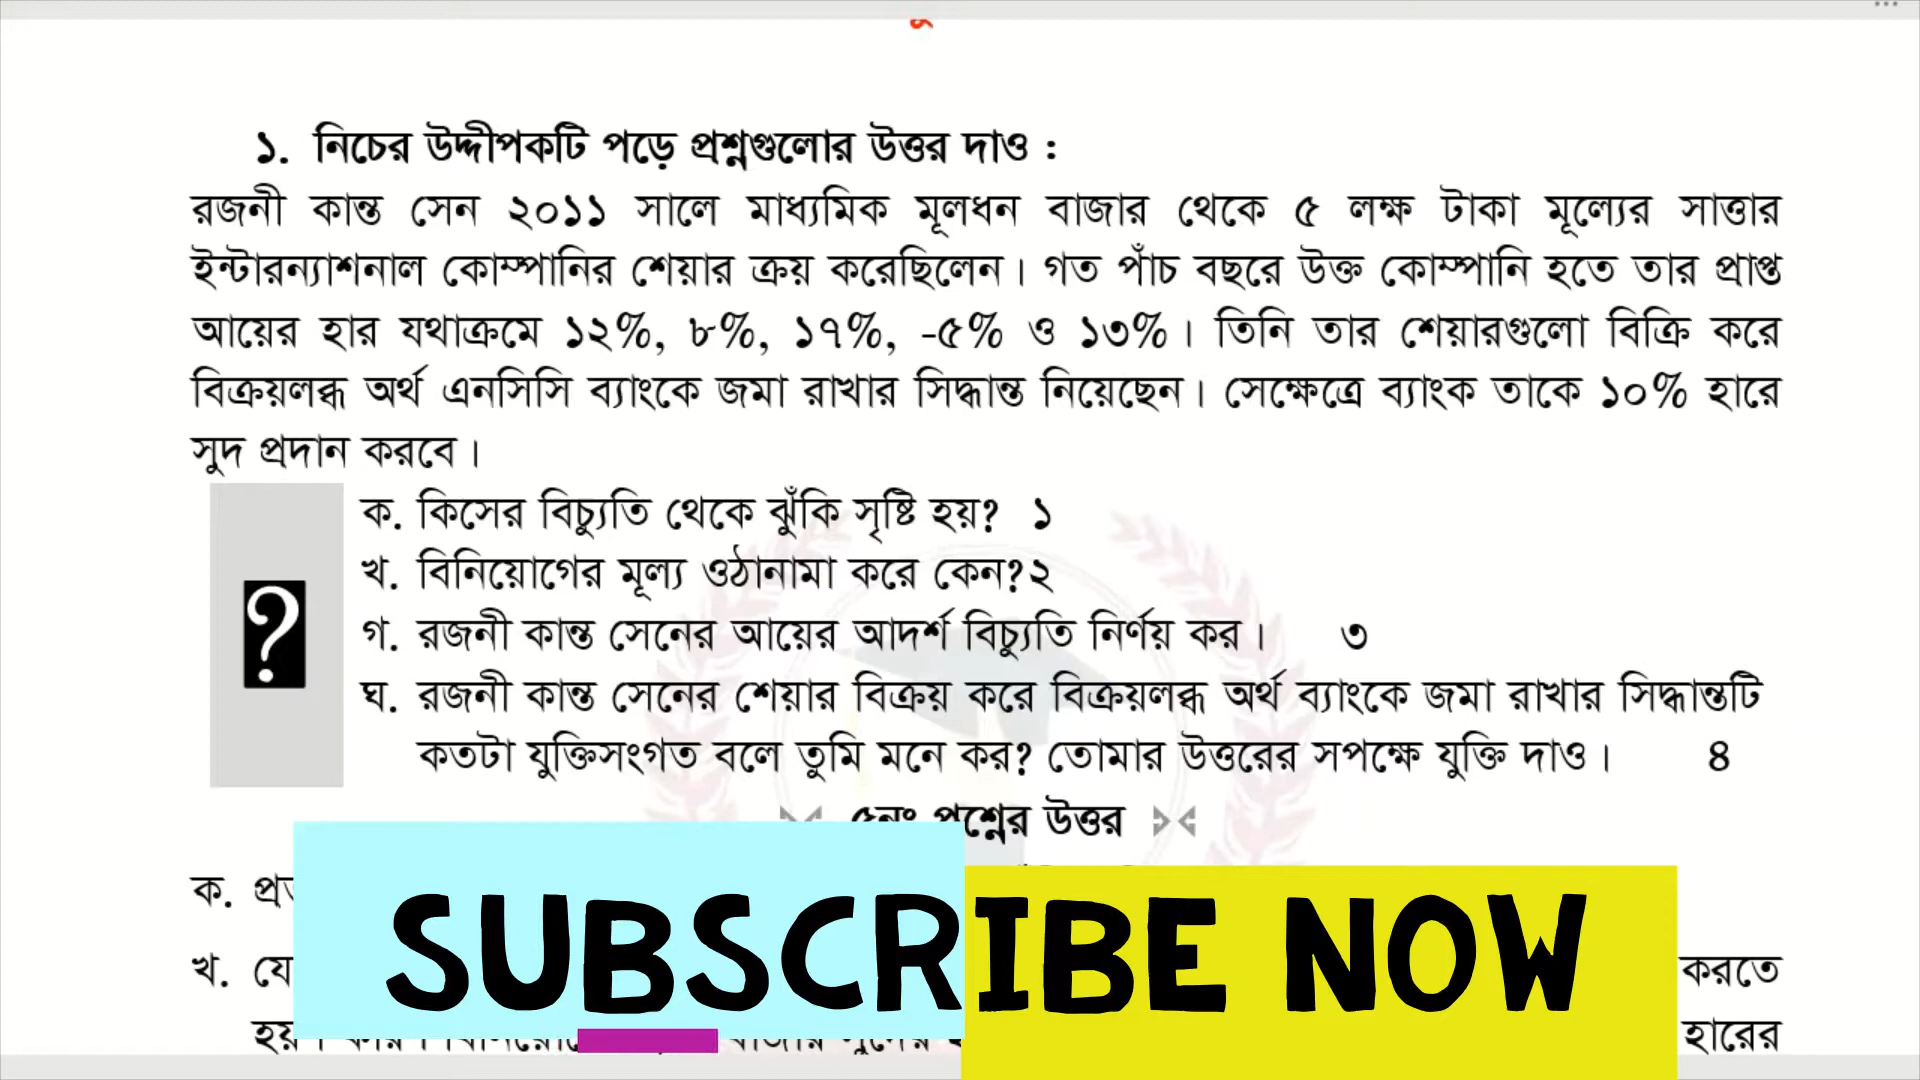 ১. নিচের উদ্দীপকটি পড়ে প্রশ্নগুলোর উত্তর দাও :
রজনী কান্ত সেন ২০১১ সালে মাধ্যমিক মূলধন বাজার থেকে ৫ লক্ষ টাকা মূল্যের সাত্তার
ইন্টারন্যাশনাল কোম্পানির শেয়ার ক্রয় করেছিলেন। গত পাঁচ বছরে উক্ত কোম্পানি হতে তার প্রাপ্ত
আয়ের হার যথাক্রমে ১২%, ৮%, ১৭%, -৫% ও ১৩%। তিনি তার শেয়ারগুলো বিক্রি করে
বিক্রয়লব্ধ অর্থ এনসিসি ব্যাংকে জমা রাখার সিদ্ধান্ত নিয়েছেন। সেক্ষেত্রে ব্যাংক তাকে ১০% হারে
সুদ প্রদান করবে।
ক. কিসের বিচ্যুতি থেকে ঝুঁকি সৃষ্টি হয়? ১
খ. বিনিয়োগের মূল্য ওঠানামা করে কেন?২
?
গ. রজনী কান্ত সেনের আয়ের আদর্শ বিচ্যুতি নির্ণয় কর। ৩
ঘ. রজনী কান্ত সেনের শেয়ার বিক্রয় করে বিক্রয়লব্ধ অর্থ ব্যাংকে জমা রাখার সিদ্ধান্তটি
কতটা যুক্তিসংগত বলে তুমি মনে কর? তোমার উত্তরের সপক্ষে যুক্তি দাও। ৪
৫নং প্রশ্নের উত্তর
ক.
SUBSCRIBE NOW
খ. করতে
হারের